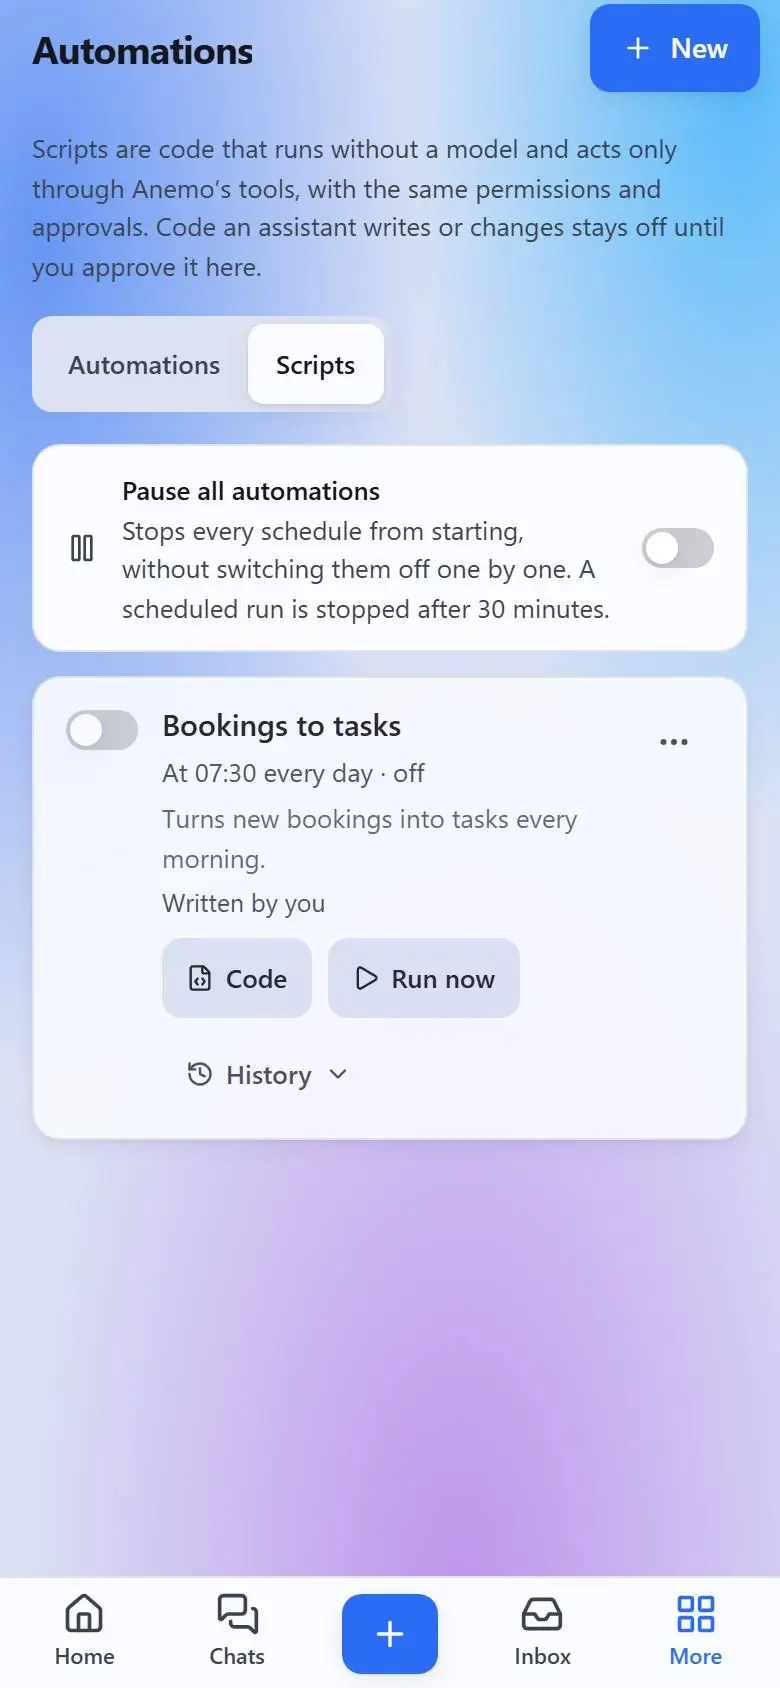 Automations
New
Scripts are code that runs without a model and acts only
through Anemo’s tools, with the same permissions and
approvals. Code an assistant writes or changes stays off until
you approve it here.
Automations
Scripts
Pause all automations
Stops every schedule from starting,
without switching them off one by one. A
scheduled run is stopped after 30 minutes.
Bookings to tasks
At 07:30 every day · off
Turns new bookings into tasks every
morning.
Written by you
Code
Run now
History
Home
Chats
Inbox
More